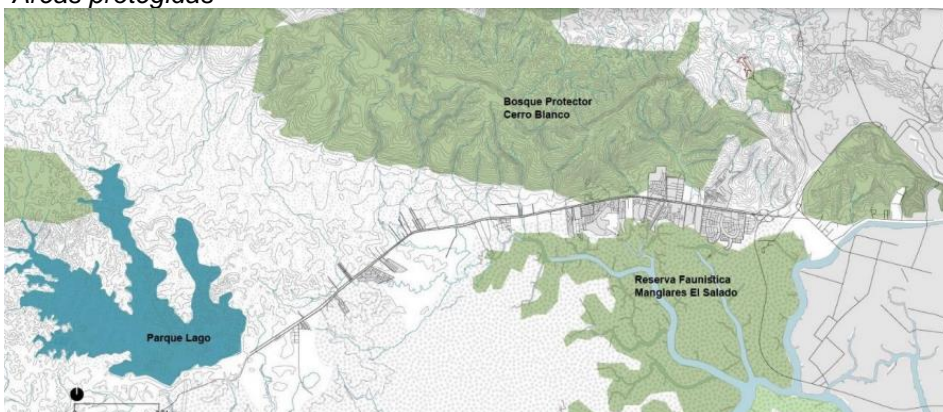 Áreas protegidas
Bosque Protector
Cerro Blanco
Reserva Faunística
Manglares El Salado
Parque Lago